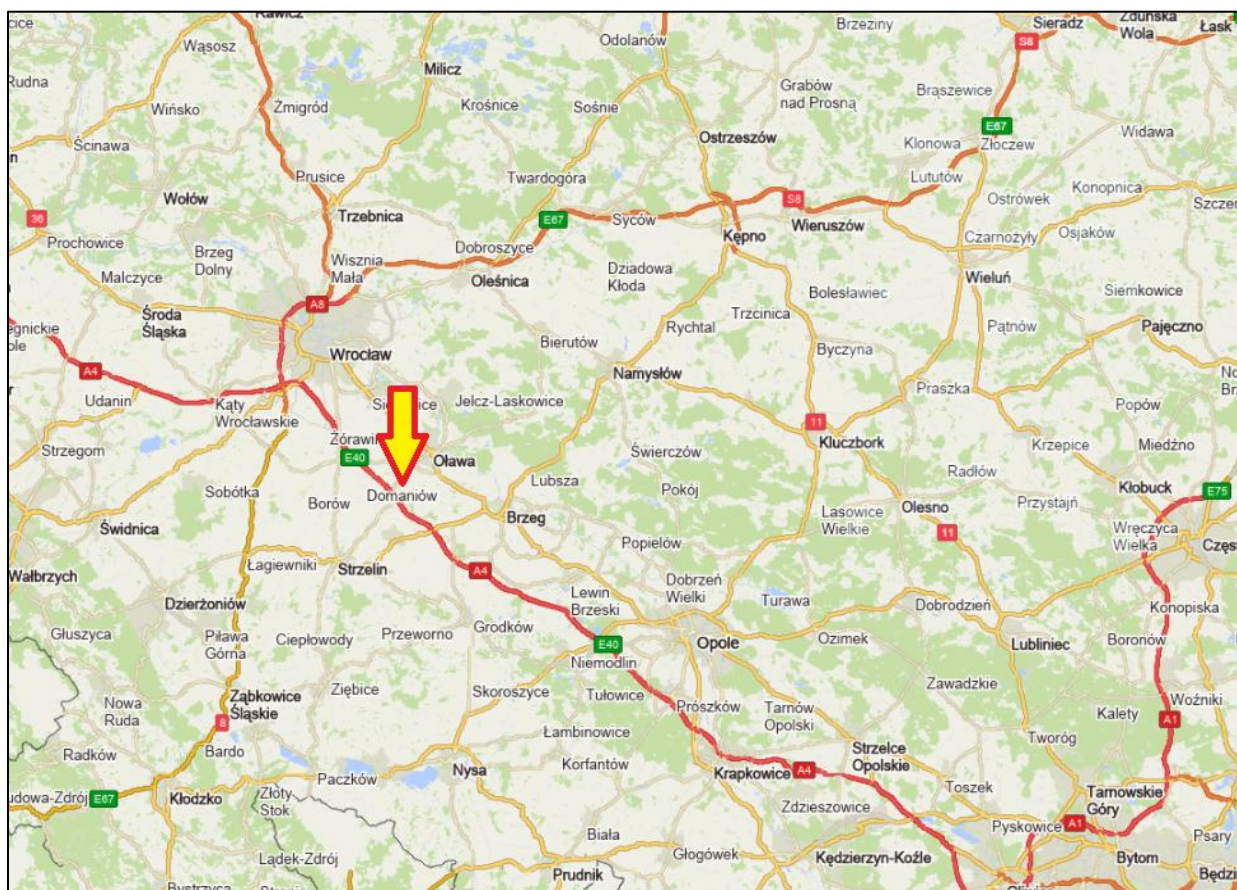 Rawicz
Sieradz
Zduńska
Wola
Łask
Wąsosz
Odolanów
Brzeziny
S8
Rudna
Milicz
Grabów
nad Prosną
Brąszewice
Wińsko
Żmigród
Krośnice
Sośnie
E67
Widawa
Ścinawa
Ostrzeszów
Klonowa
Złoczew
Prusice
Twardogóra
Lututów
Konopnica
Wołów
Trzebnica
S8
Ostrówek
36
E67
Syców
Wieruszów
Osjaków
Prochowice
Kępno
Czarnożyły
Brzeg
Dolny
Wisznia
Mała
Dobroszyce
Malczyce
Oleśnica
Dziadowa
Kłoda
Wieluń
Bolesławiec
Siemkowice
A8
Środa
Śląska
Trzcinica
Rychtal
Pątnów
Pajęczno
Wrocław
Bierutów
Byczyna
A4
Namysłów
Praszka
Udanin
Kąty
Wrocławskie
Jelcz-Laskowice
Popów
11
Kluczbork
Strzegom
Krzepice
Miedźno
E40
Oława
Świerczów
Radłów
Sobótka
Borów
Domaniów
Lubsza
Pokój
Kłobuck
E75
Świdnica
Brzeg
Lasowice
Wielkie
Olesno
Przystajń
Wręczyca
Wielka
11
Popielów
Łagiewniki
Strzelin
A4
Wałbrzych
Dobrzeń
Wielki
Lewin
Brzeski
Turawa
Dobrodzień
Dzierżoniów
Konopiska
Głuszyca
Piława
Górna
Ciepłowody
Przeworno
Grodków
E40
Opole
Ozimek
Lubliniec
Boronów
Niemodlin
Ziębice
Skoroszyce
Tułowice
Zawadzkie
Nowa
Ruda
Ząbkowice
Śląskie
Prószków
Tarnów
Opolski
Kalety
Woźniki
8
A1
Radków
Bardo
Łambinowice
Strzelce
Opolskie
Tworóg
Paczków
Nysa
Korfantów
Krapkowice
A4
E67
Kłodzko
Złoty
Stok
Zdzieszowice
Toszek
Tarnowskie
Góry
Pyskowice
A1
Psary
Biała
Głogówek
Kędzierzyn-Koźle
Bytom
Lądek-Zdrój
Prudnik